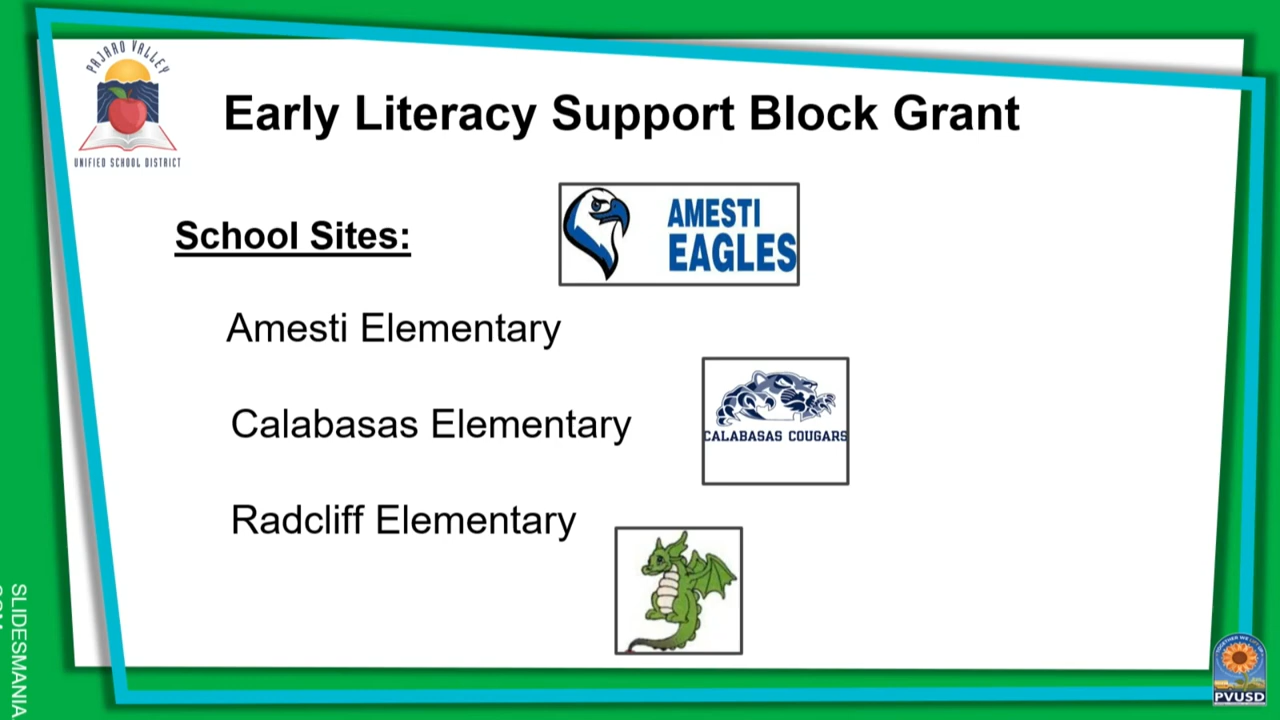 PAJARO VALLEY
UNIFIED SCHOOL DISTRICT
Early Literacy Support Block Grant
School Sites:
AMESTI
EAGLES
Amesti Elementary
Calabasas Elementary
CALABASAS COUGARS
Radcliff Elementary
SLIDESMANIA.
PVUSD